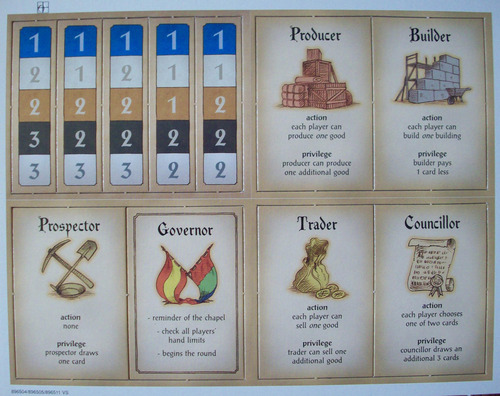 1 1 1 1 1
2 1 2 1 1
2 2 2 1 2
3 2 3 2 2
3 3 3 2 2
Producer
action
each player can
produce one good
privilege
producer can produce
one additional good
Builder
action
each player can
build one building
privilege
builder pays
1 card less
Prospector
action
none
privilege
prospector draws
one card
Governor
- reminder of the chapel
- check all players'
hand limits
- begins the round
Trader
action
each player can
sell one good
privilege
trader can sell one
additional good
Councillor
action
each player chooses
one of two cards
privilege
councillor draws an
additional 3 cards